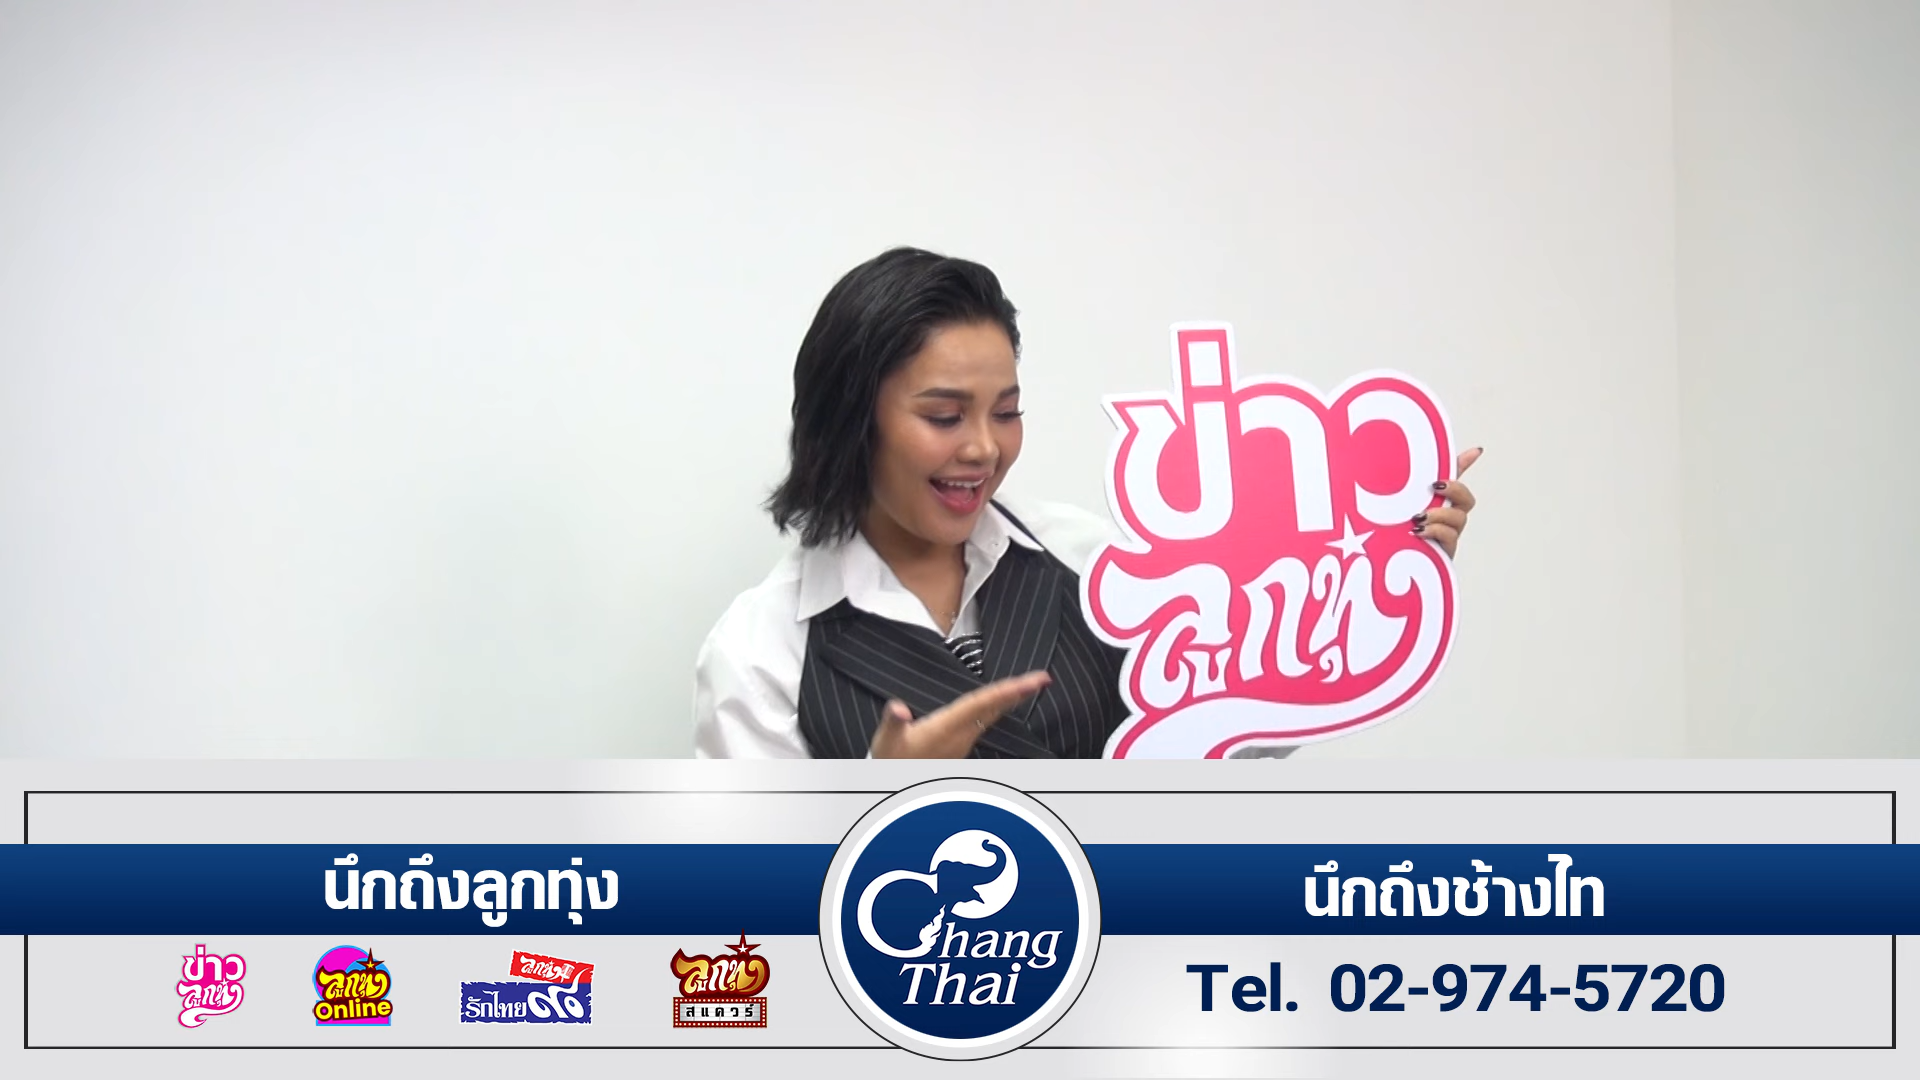 ข่าว
ลูกทุ่ง
นึกถึงลูกทุ่ง
นึกถึงช้างไท
Chang
Thai
Tel. 02-974-5720
ข่าว
ลูกทุ่ง
ลูกทุ่ง
online
ลูกทุ่ง
รักไทย๙๘
ลูกทุ่ง
สแควร์